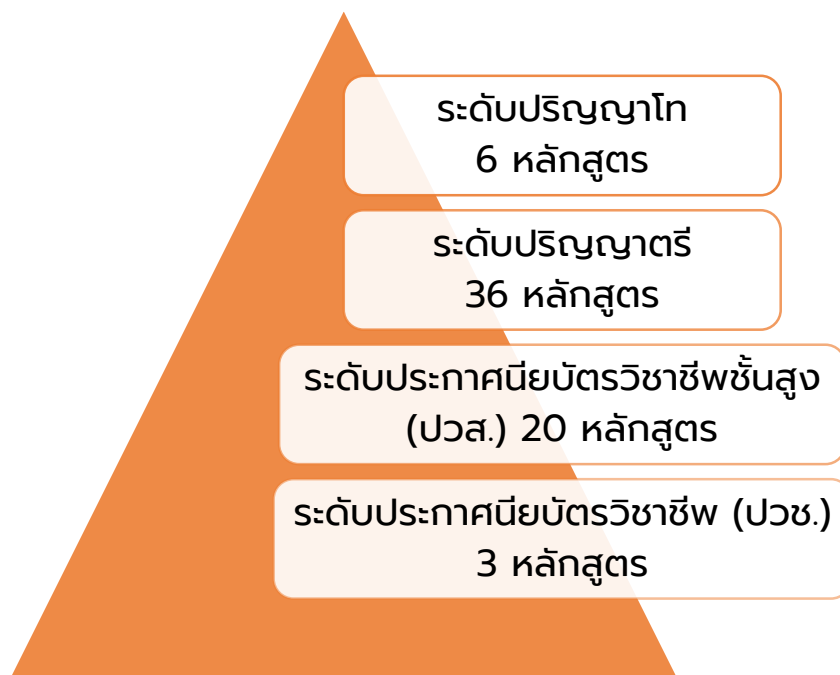 ระดับปริญญาโท
6 หลักสูตร
ระดับปริญญาตรี
36 หลักสูตร
ระดับประกาศนียบัตรวิชาชีพชั้นสูง
(ปวส.) 20 หลักสูตร
ระดับประกาศนียบัตรวิชาชีพ (ปวช.)
3 หลักสูตร